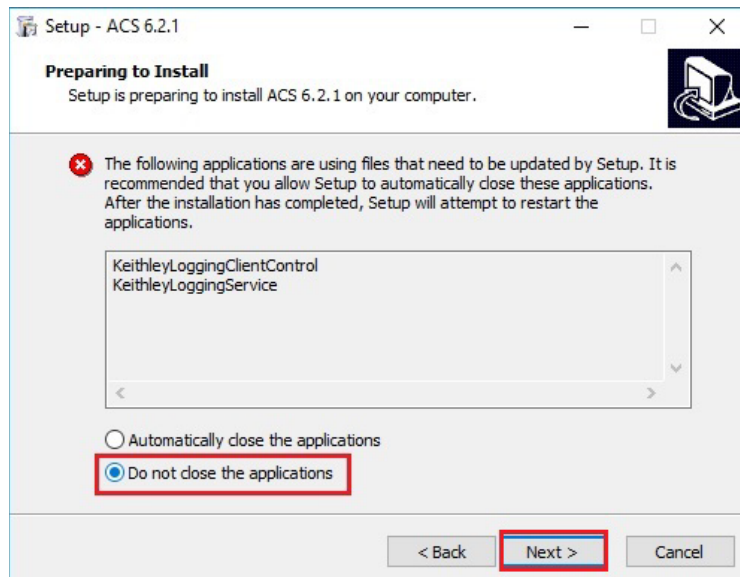 Setup - ACS 6.2.1
Preparing to Install
Setup is preparing to install ACS 6.2.1 on your computer.
The following applications are using files that need to be updated by Setup. It is
recommended that you allow Setup to automatically close these applications.
After the installation has completed, Setup will attempt to restart the
applications.
KeithleyLoggingClientControl
KeithleyLoggingService
Automatically close the applications
Do not close the applications
< Back
Next >
Cancel